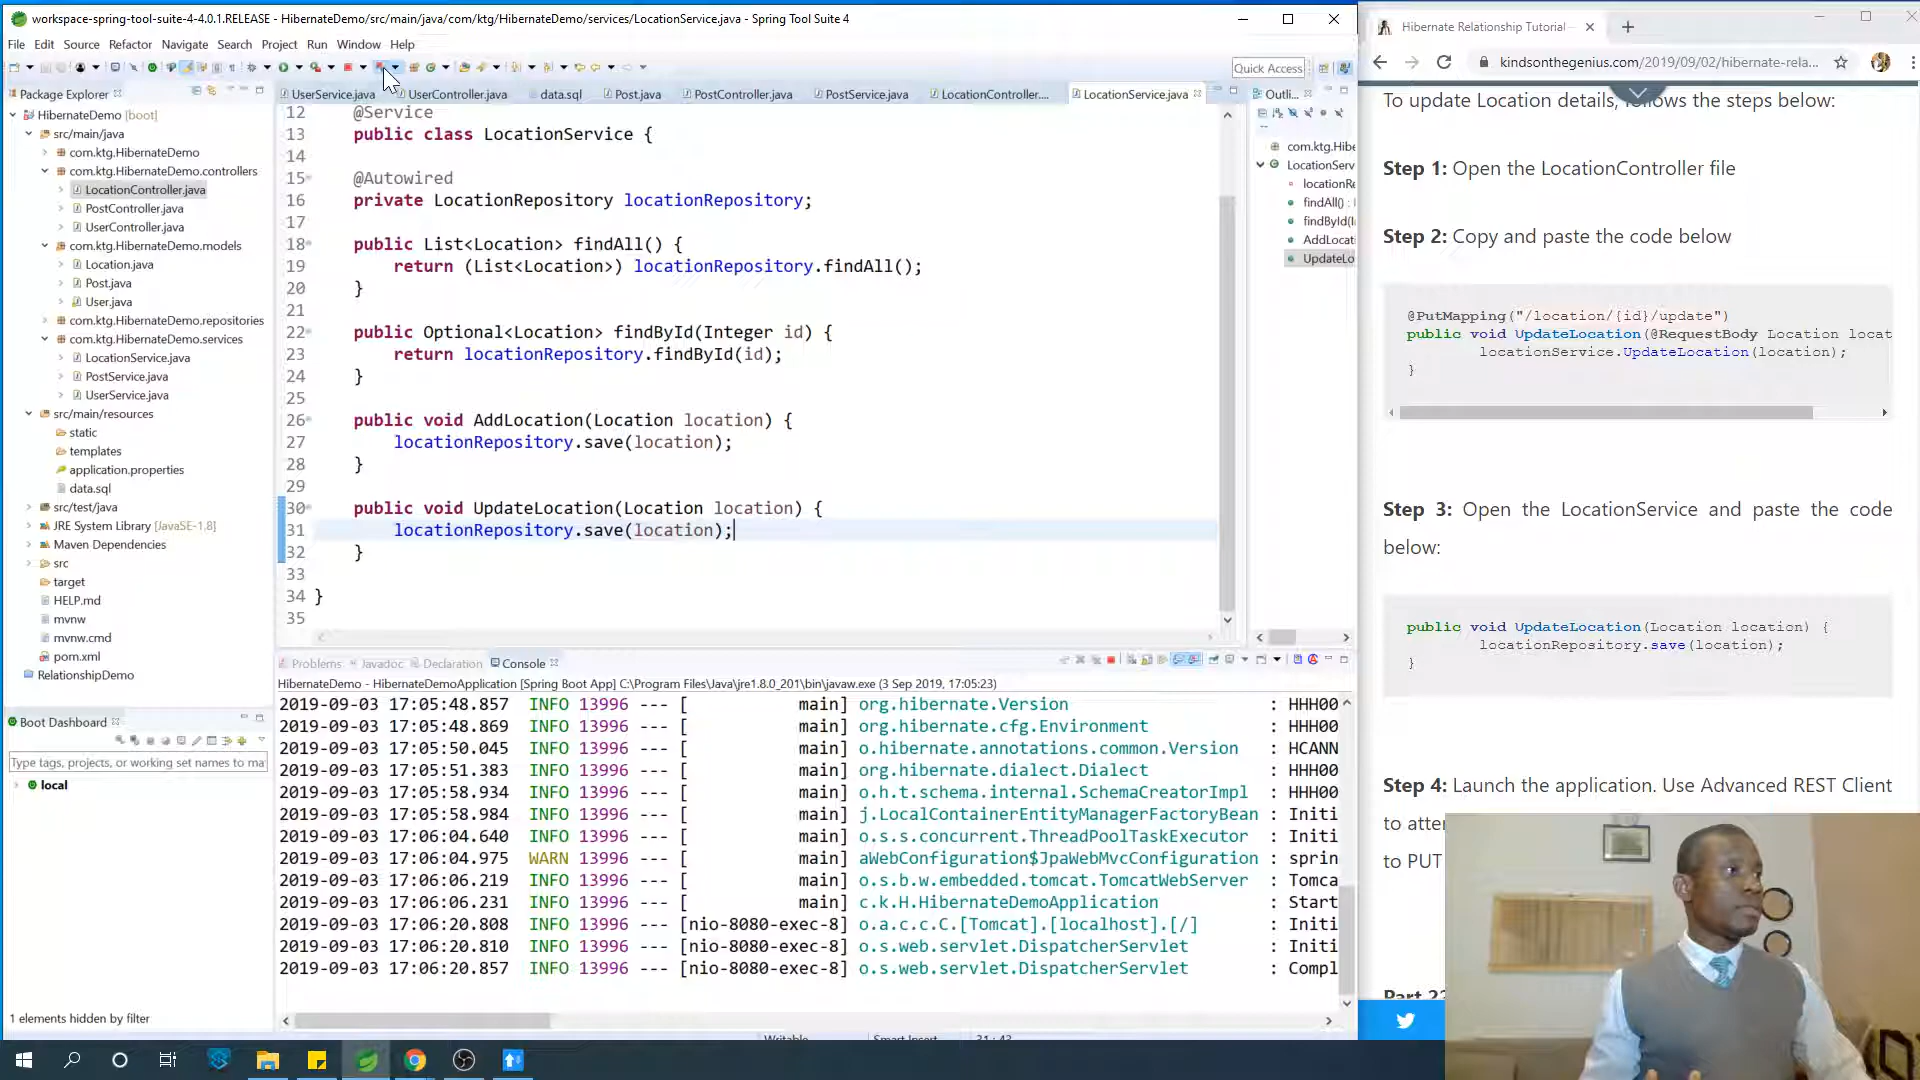 workspace-spring-tool-suite-4-4.0.1.RELEASE - HibernateDemo/src/main/java/com/ktg/HibernateDemo/services/LocationService.java - Spring Tool Suite 4
File Edit Source Refactor Navigate Search Project Run Window Help
Quick Access
Package Explorer
HibernateDemo [boot]
src/main/java
com.ktg.HibernateDemo
com.ktg.HibernateDemo.controllers
LocationController.java
PostController.java
UserController.java
com.ktg.HibernateDemo.models
Location.java
Post.java
User.java
com.ktg.HibernateDemo.repositories
com.ktg.HibernateDemo.services
LocationService.java
PostService.java
UserService.java
src/main/resources
static
templates
application.properties
data.sql
src/test/java
JRE System Library [JavaSE-1.8]
Maven Dependencies
src
target
HELP.md
mvnw
mvnw.cmd
pom.xml
RelationshipDemo
Boot Dashboard
Type tags, projects, or working set names to ma
local
1 elements hidden by filter
UserService.java UserController.java data.sql Post.java PostController.java PostService.java LocationController.... LocationService.java
12 @Service
13 public class LocationService {
14
15 @Autowired
16 private LocationRepository locationRepository;
17
18 public List<Location> findAll() {
19 return (List<Location>) locationRepository.findAll();
20 }
21
22 public Optional<Location> findById(Integer id) {
23 return locationRepository.findById(id);
24 }
25
26 public void AddLocation(Location location) {
27 locationRepository.save(location);
28 }
29
30 public void UpdateLocation(Location location) {
31 locationRepository.save(location);
32 }
33
34 }
35
Outli...
com.ktg.Hibe
LocationServ
locationRe
findAll() :
findById(I
AddLocati
UpdateLo
Problems Javadoc Declaration Console
HibernateDemo - HibernateDemoApplication [Spring Boot App] C:\Program Files\Java\jre1.8.0_201\bin\javaw.exe (3 Sep 2019, 17:05:23)
2019-09-03 17:05:48.857 INFO 13996 --- [ main] org.hibernate.Version : HHH00
2019-09-03 17:05:48.869 INFO 13996 --- [ main] org.hibernate.cfg.Environment : HHH00
2019-09-03 17:05:50.045 INFO 13996 --- [ main] o.hibernate.annotations.common.Version : HCANN
2019-09-03 17:05:51.383 INFO 13996 --- [ main] org.hibernate.dialect.Dialect : HHH00
2019-09-03 17:05:58.934 INFO 13996 --- [ main] o.h.t.schema.internal.SchemaCreatorImpl : HHH00
2019-09-03 17:05:58.984 INFO 13996 --- [ main] j.LocalContainerEntityManagerFactoryBean : Initi
2019-09-03 17:06:04.640 INFO 13996 --- [ main] o.s.s.concurrent.ThreadPoolTaskExecutor : Initi
2019-09-03 17:06:04.975 WARN 13996 --- [ main] aWebConfiguration$JpaWebMvcConfiguration : sprin
2019-09-03 17:06:06.219 INFO 13996 --- [ main] o.s.b.w.embedded.tomcat.TomcatWebServer : Tomca
2019-09-03 17:06:06.231 INFO 13996 --- [ main] c.k.H.HibernateDemoApplication : Start
2019-09-03 17:06:20.808 INFO 13996 --- [nio-8080-exec-8] o.a.c.c.C.[Tomcat].[localhost].[/] : Initi
2019-09-03 17:06:20.810 INFO 13996 --- [nio-8080-exec-8] o.s.web.servlet.DispatcherServlet : Initi
2019-09-03 17:06:20.857 INFO 13996 --- [nio-8080-exec-8] o.s.web.servlet.DispatcherServlet : Compl
Writable Smart Insert 31 : 43
Hibernate Relationship Tutorial –
kindsonthegenius.com/2019/09/02/hibernate-rela...
To update Location details, follows the steps below:
Step 1: Open the LocationController file
Step 2: Copy and paste the code below
@PutMapping("/location/{id}/update")
public void UpdateLocation(@RequestBody Location locat
locationService.UpdateLocation(location);
}
Step 3: Open the LocationService and paste the code
below:
public void UpdateLocation(Location location) {
locationRepository.save(location);
}
Step 4: Launch the application. Use Advanced REST Client
to atte
to PUT